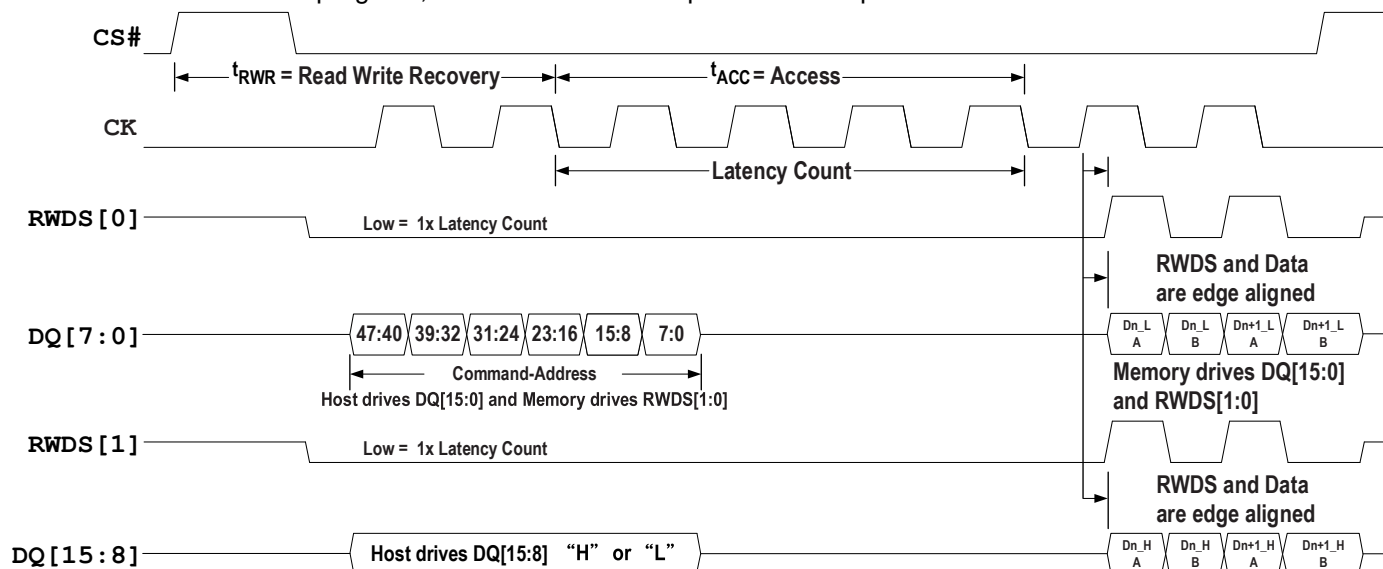 CS#
tRWR = Read Write Recovery
tACC = Access
CK
Latency Count
RWDS[0]
Low = 1x Latency Count
RWDS and Data
are edge aligned
DQ[7:0]
47:40 39:32 31:24 23:16 15:8 7:0
Dn_L A Dn_L B Dn+1_L A Dn+1_L B
Command-Address
Host drives DQ[15:0] and Memory drives RWDS[1:0]
Memory drives DQ[15:0]
and RWDS[1:0]
RWDS[1]
Low = 1x Latency Count
RWDS and Data
are edge aligned
DQ[15:8]
Host drives DQ[15:8] “H” or “L”
Dn_H A Dn_H B Dn+1_H A Dn+1_H B